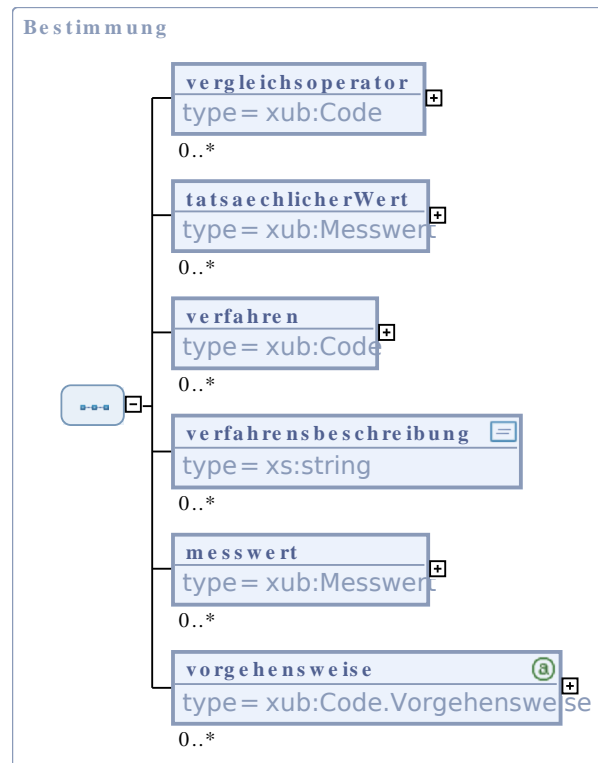 Bestimmung
vergleichsoperator
type= xub:Code
0..*
tatsaechlicherWert
type= xub:Messwert
0..*
verfahren
type= xub:Code
0..*
verfahrensbeschreibung
type= xs:string
0..*
messwert
type= xub:Messwert
0..*
vorgehensweise
a
type= xub:Code.Vorgehensweise
0..*